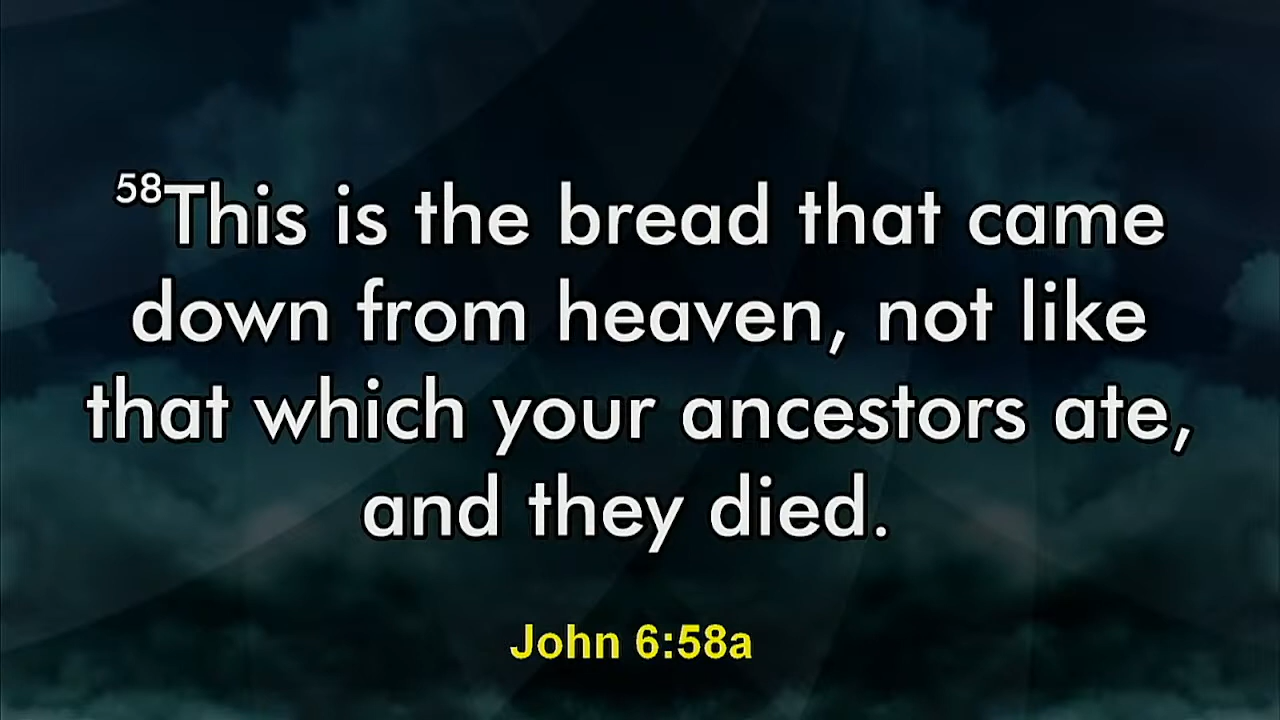 58This is the bread that came
down from heaven, not like
that which your ancestors ate,
and they died.
John 6:58a